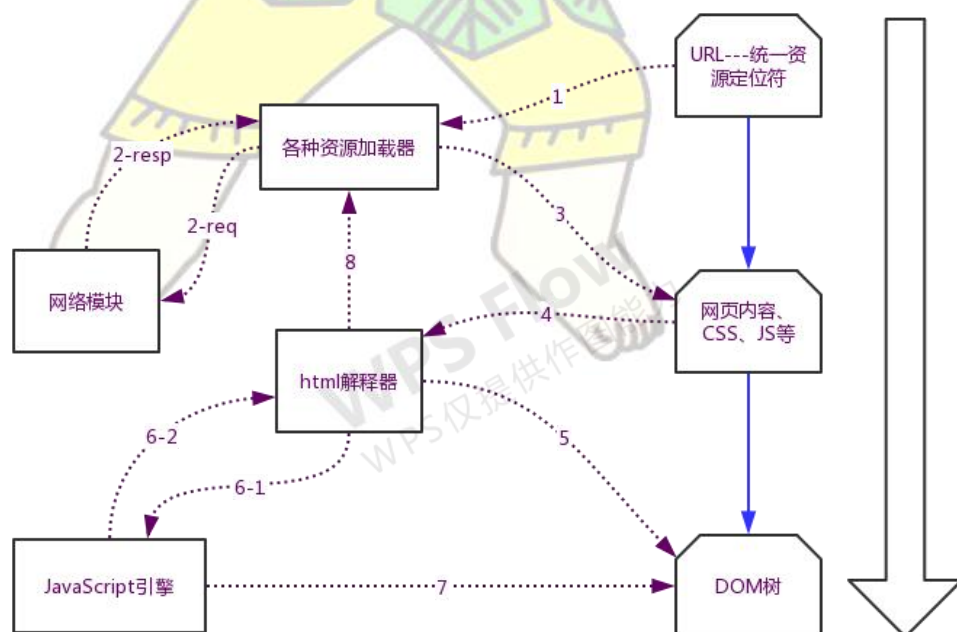 URL---统一资
源定位符
1
各种资源加载器
2-resp
3
2-req
8
网络模块
网页内容、
CSS、JS等
4
html解释器
WPS Flow
WPS仅提供作图能力
5
6-2
6-1
JavaScript引擎
7
DOM树